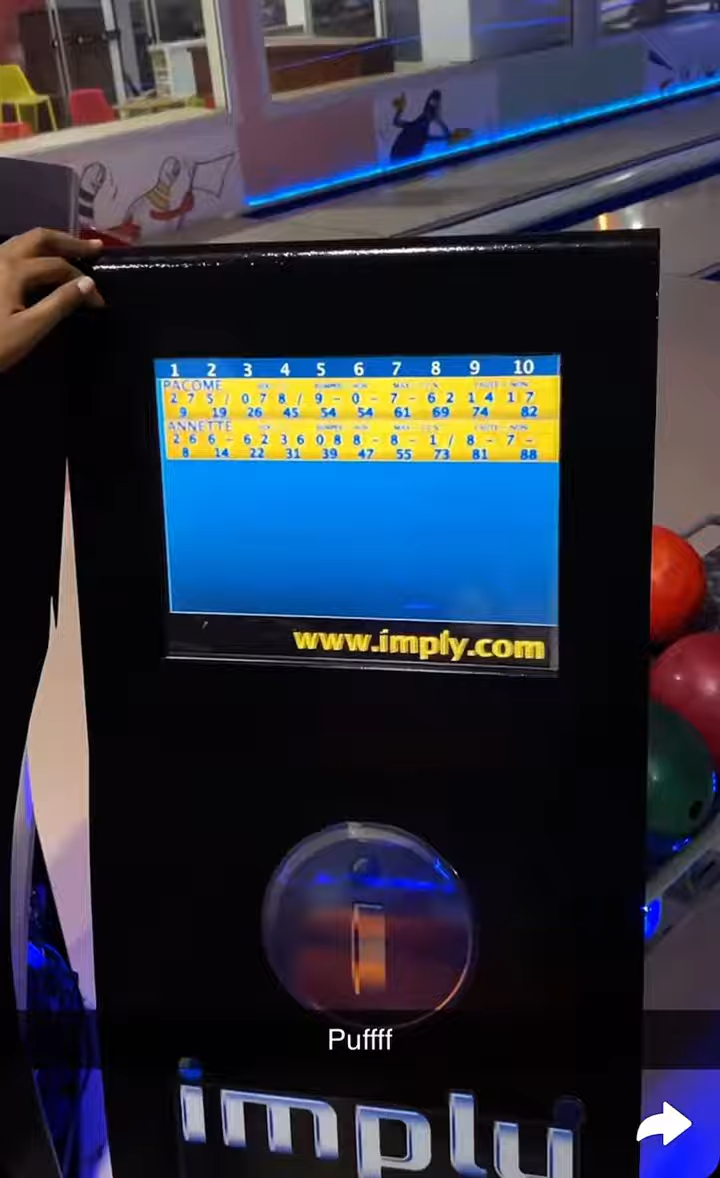 1 2 3 4 5 6 7 8 9 10
PACOME
2 7 5 / 0 7 8 / 9 - 0 - 7 - 6 2 1 4 1 7
9 19 26 45 54 54 61 69 74 82
ANNETTE
2 6 6 - 6 2 3 6 0 8 8 - 8 - 1 / 8 - 7 -
8 14 22 31 39 47 55 73 81 88
www.imply.com
Puffff
imply